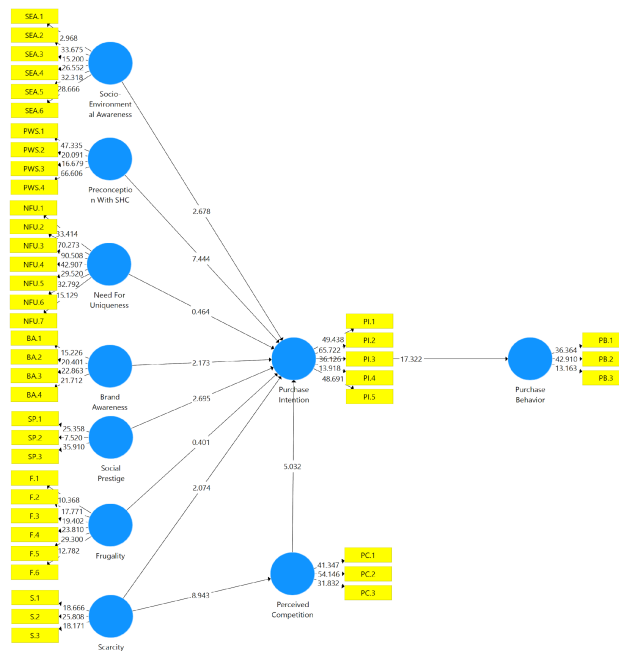 SEA.1
SEA.2
2.968
SEA.3
33.675
15.200
SEA.4
26.552
32.318
SEA.5
28.666
SEA.6
Socio-
Environment
al Awareness
PWS.1
47.335
PWS.2
20.091
PWS.3
16.679
66.606
PWS.4
Preconceptio
n With SHC
2.678
7.444
NFU.1
NFU.2
33.414
NFU.3
70.273
90.508
NFU.4
42.907
29.520
NFU.5
32.792
NFU.6
15.129
NFU.7
Need For
Uniqueness
0.464
BA.1
15.226
BA.2
20.401
BA.3
22.863
21.712
BA.4
Brand
Awareness
2.173
PI.1
49.438
PI.2
65.722
PI.3
36.126
13.918
PI.4
48.691
PI.5
Purchase
Intention
17.322
PB.1
36.364
PB.2
42.910
13.163
PB.3
Purchase
Behavior
SP.1
25.358
SP.2
7.520
35.910
SP.3
Social
Prestige
2.695
0.401
2.074
5.032
F.1
F.2
10.368
17.771
F.3
19.402
F.4
23.810
29.300
F.5
12.782
F.6
Frugality
S.1
18.666
S.2
25.808
18.171
S.3
Scarcity
8.943
PC.1
41.347
PC.2
54.146
31.832
PC.3
Perceived
Competition